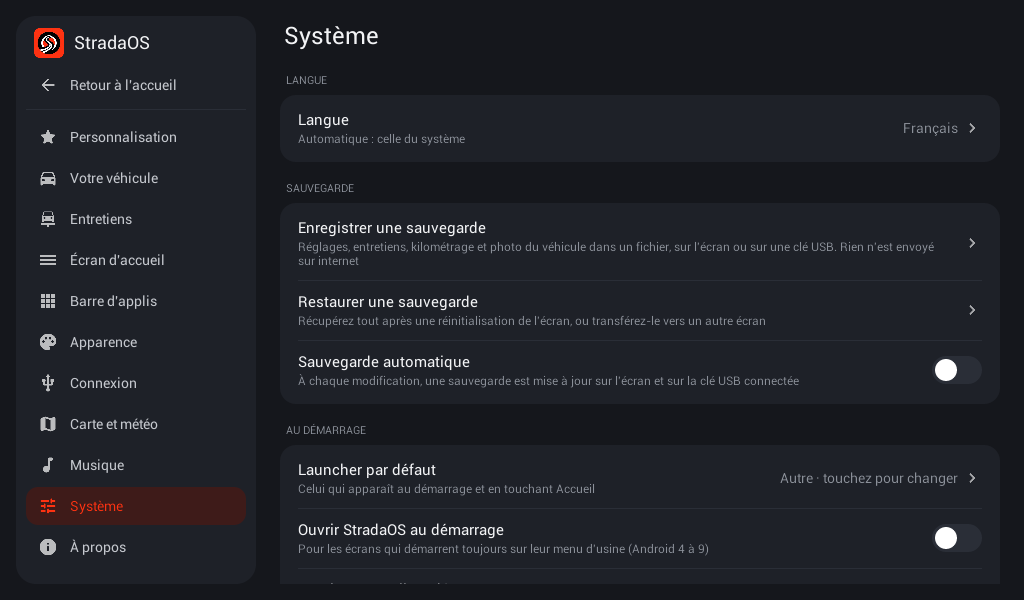 StradaOS
Retour à l'accueil
Personnalisation
Votre véhicule
Entretiens
Écran d'accueil
Barre d'applis
Apparence
Connexion
Carte et météo
Musique
Système
À propos
Système
LANGUE
Langue
Automatique : celle du système
Français
SAUVEGARDE
Enregistrer une sauvegarde
Réglages, entretiens, kilométrage et photo du véhicule dans un fichier, sur l'écran ou sur une clé USB. Rien n'est envoyé
sur internet
Restaurer une sauvegarde
Récupérez tout après une réinitialisation de l'écran, ou transférez-le vers un autre écran
Sauvegarde automatique
À chaque modification, une sauvegarde est mise à jour sur l'écran et sur la clé USB connectée
AU DÉMARRAGE
Launcher par défaut
Celui qui apparaît au démarrage et en touchant Accueil
Autre · touchez pour changer
Ouvrir StradaOS au démarrage
Pour les écrans qui démarrent toujours sur leur menu d'usine (Android 4 à 9)